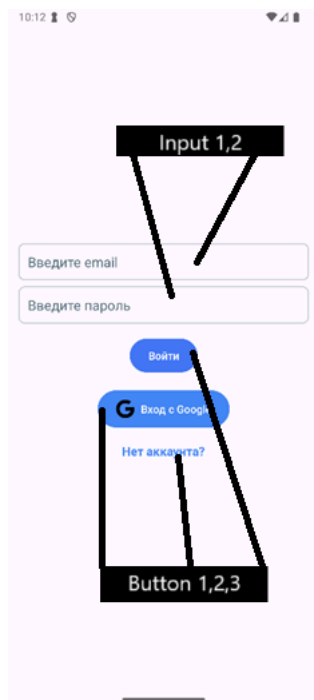 10:12
Input 1,2
Введите email
Введите пароль
Войти
G Вход с Google
Нет аккаунта?
Button 1,2,3